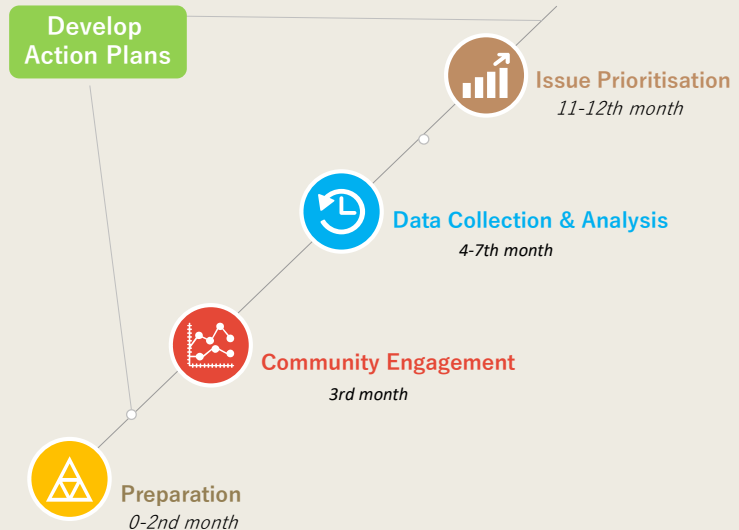 Develop
Action Plans
Issue Prioritisation
11-12th month
Data Collection & Analysis
4-7th month
Community Engagement
3rd month
Preparation
0-2nd month